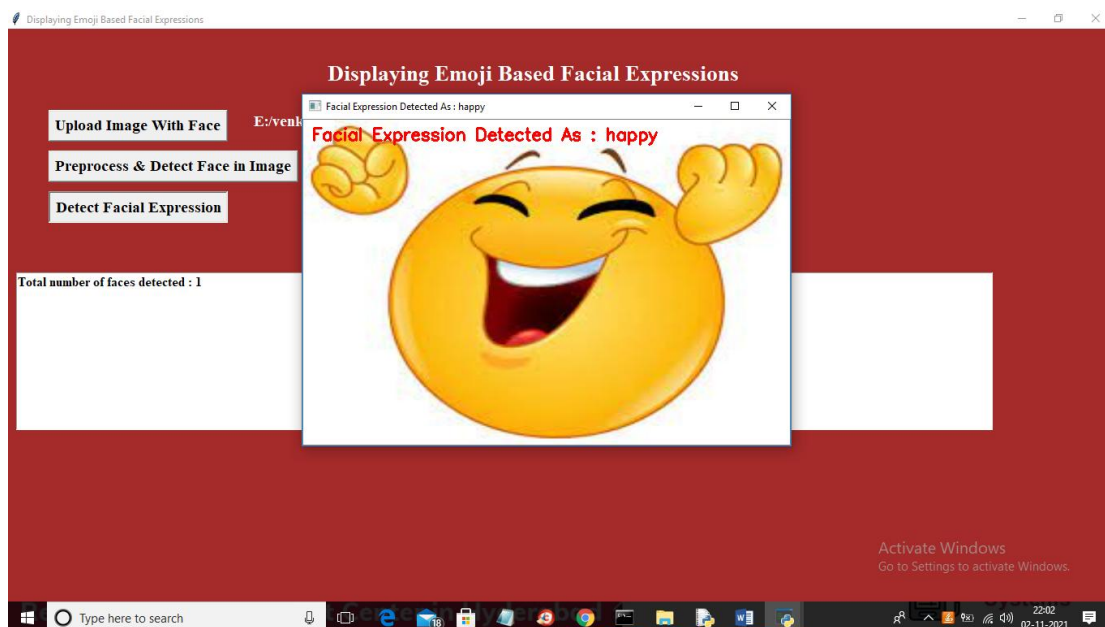 Displaying Emoji Based Facial Expressions
Displaying Emoji Based Facial Expressions
Facial Expression Detected As : happy
Upload Image With Face
E:/venk
Facial Expression Detected As : happy
Preprocess & Detect Face in Image
Detect Facial Expression
Total number of faces detected : 1
Activate Windows
Go to Settings to activate Windows.
Type here to search
18
22:02
02-11-2021